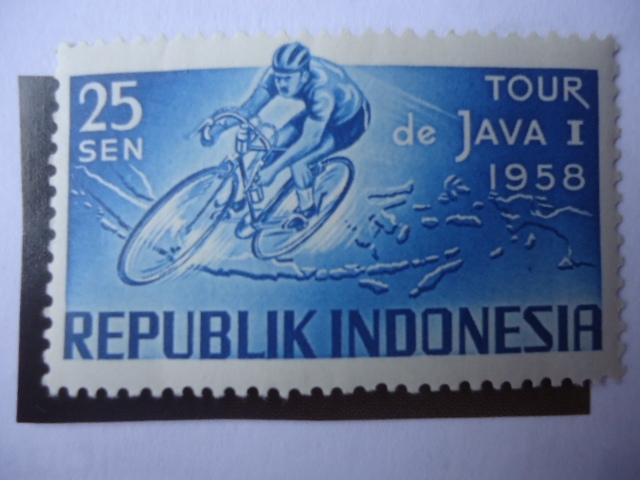 25
SEN
TOUR
de JAVA I
1958
REPUBLIK INDONESIA